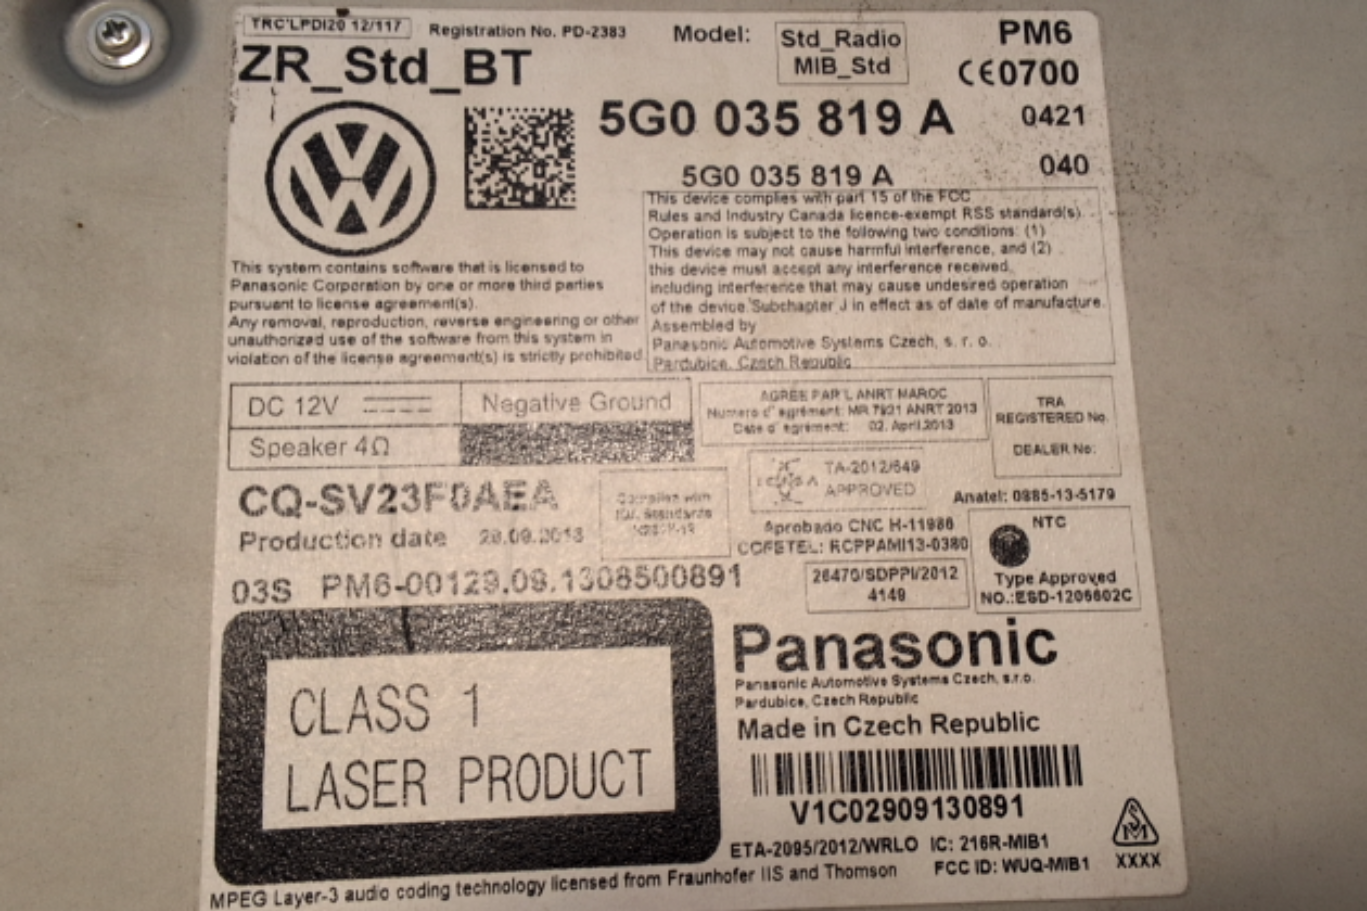 TRC'LPDI20 12/117
Registration No. PD-2383
Model:
Std_Radio
MIB_Std
PM6
ZR_Std_BT
CE0700
5G0 035 819 A
0421
5G0 035 819 A
040
This device complies with part 15 of the FCC
Rules and Industry Canada licence-exempt RSS standard(s).
Operation is subject to the following two conditions: (1)
This device may not cause harmful interference, and (2)
this device must accept any interference received,
including interference that may cause undesired operation
of the device.Subchapter J in effect as of date of manufacture.
Assembled by
Panasonic Automotive Systems Czech, s. r. o.
Pardubice, Czech Republic
This system contains software that is licensed to
Panasonic Corporation by one or more third parties
pursuant to license agreement(s).
Any removal, reproduction, reverse engineering or other
unauthorized use of the software from this system in
violation of the license agreement(s) is strictly prohibited.
DC 12V
Negative Ground
Speaker 4Ω
AGREE PAR L ANRT MAROC
Numero d' agrément: MR 7921 ANRT 2013
Date d' agrement: 02. April.2013
TRA
REGISTERED No.
DEALER No:
TA-2012/649
APPROVED
Anatel: 0885-13-5179
CQ-SV23F0AEA
Complies with
IDA Standards
Production date
Aprobado CNC H-11986
COFETEL: RCPPAMI13-0380
NTC
Type Approved
NO.:ESD-1206602C
03S PM6-00129.09.1308500891
26470/SDPPI/2012
4149
CLASS 1
LASER PRODUCT
Panasonic
Panasonic Automotive Systems Czech, s.r.o.
Pardubice, Czech Republic
Made in Czech Republic
V1C02909130891
ETA-2095/2012/WRLO IC: 216R-MIB1
FCC ID: WUQ-MIB1
XXXX
MPEG Layer-3 audio coding technology licensed from Fraunhofer IIS and Thomson